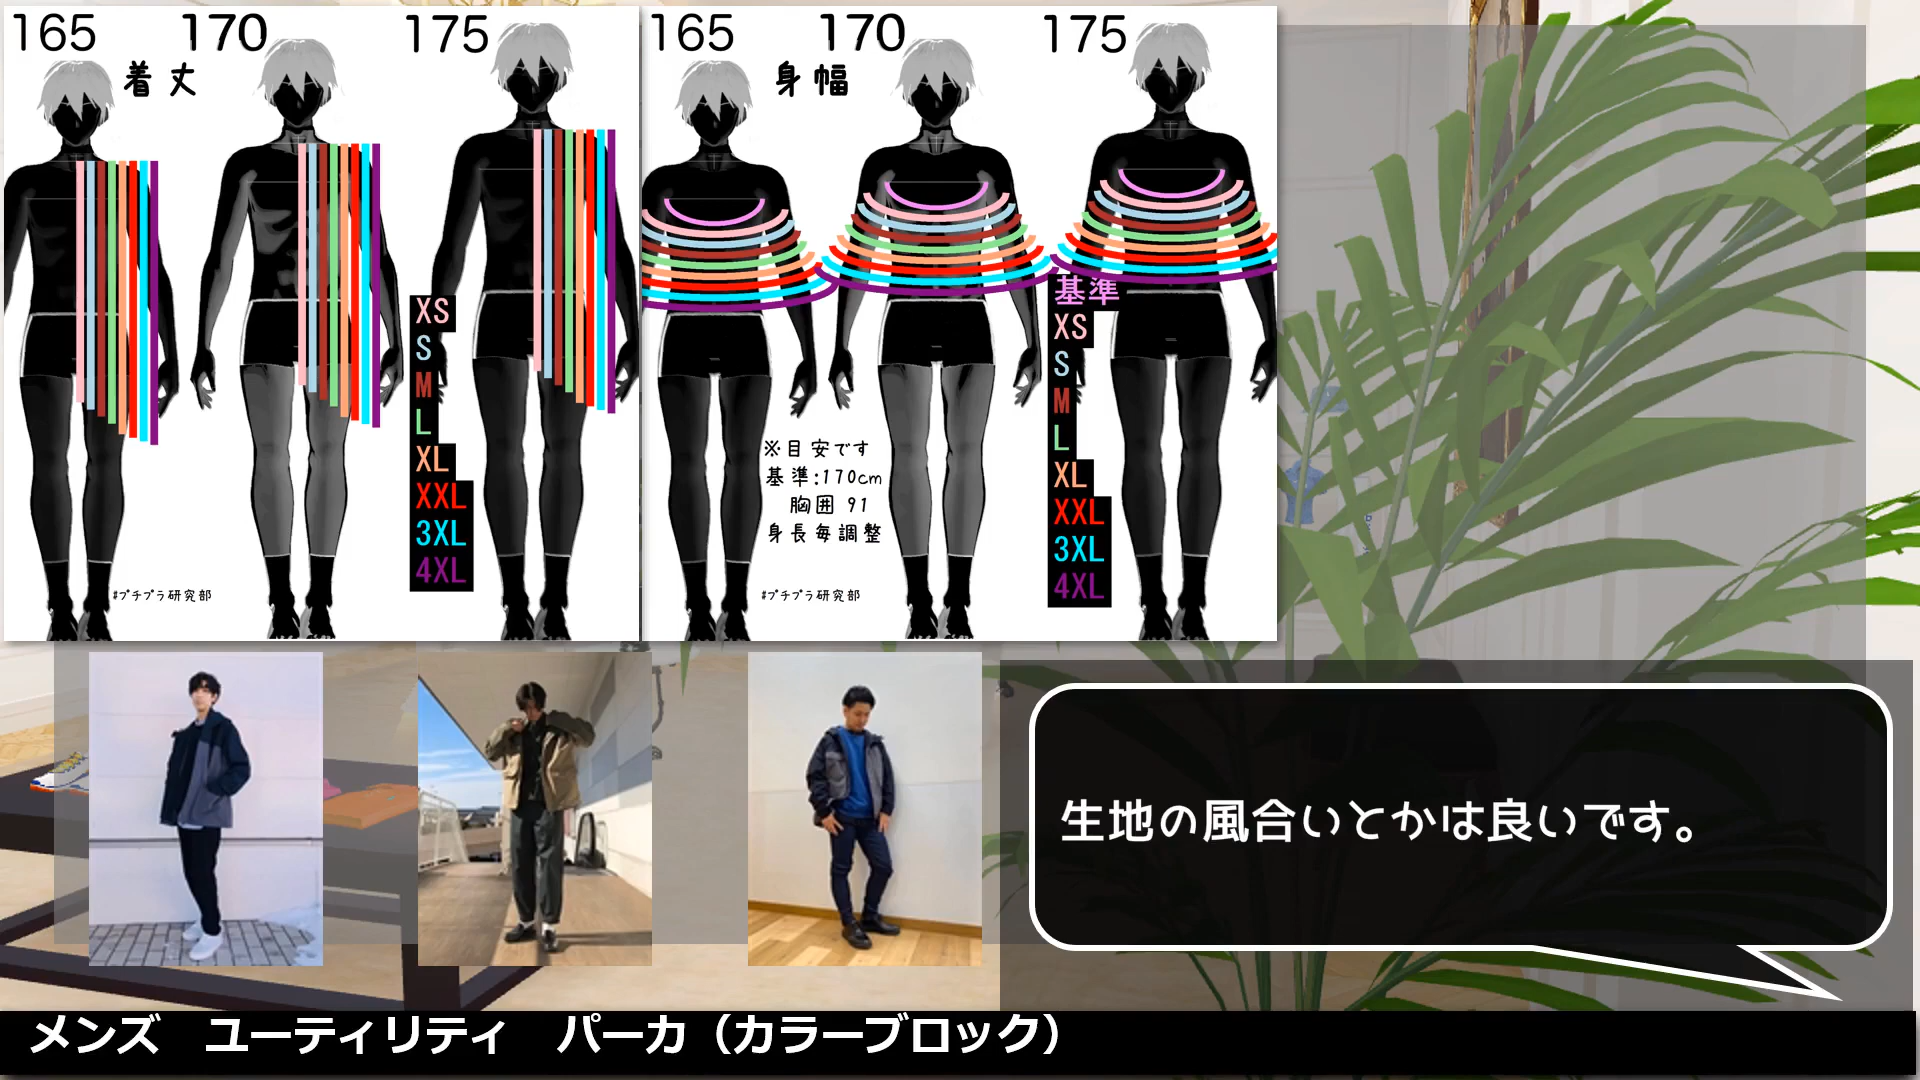 165 170 175
着丈
XS
S
M
L
XL
XXL
3XL
4XL
#プチプラ研究部
165 170 175
身幅
基準
XS
S
M
L
XL
XXL
3XL
4XL
※目安です
基準:170cm
胸囲 91
身長毎調整
#プチプラ研究部
生地の風合いとかは良いです。
メンズ　ユーティリティ　パーカ（カラーブロック）